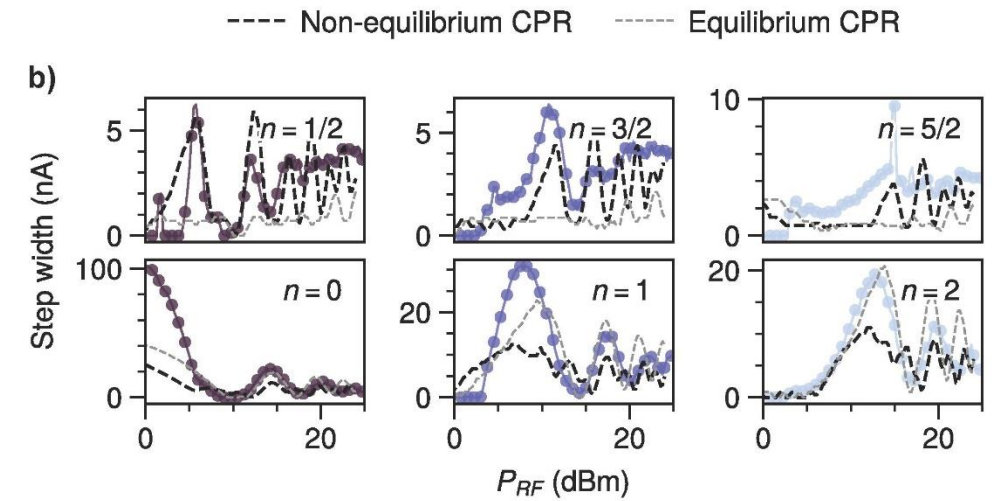 Non-equilibrium CPR Equilibrium CPR
b)
Step width (nA)
5
0
n = 1/2
5
0
n = 3/2
10
0
n = 5/2
100
0
n = 0
20
0
n = 1
20
0
n = 2
0 20 0 20 0 20
P_RF (dBm)